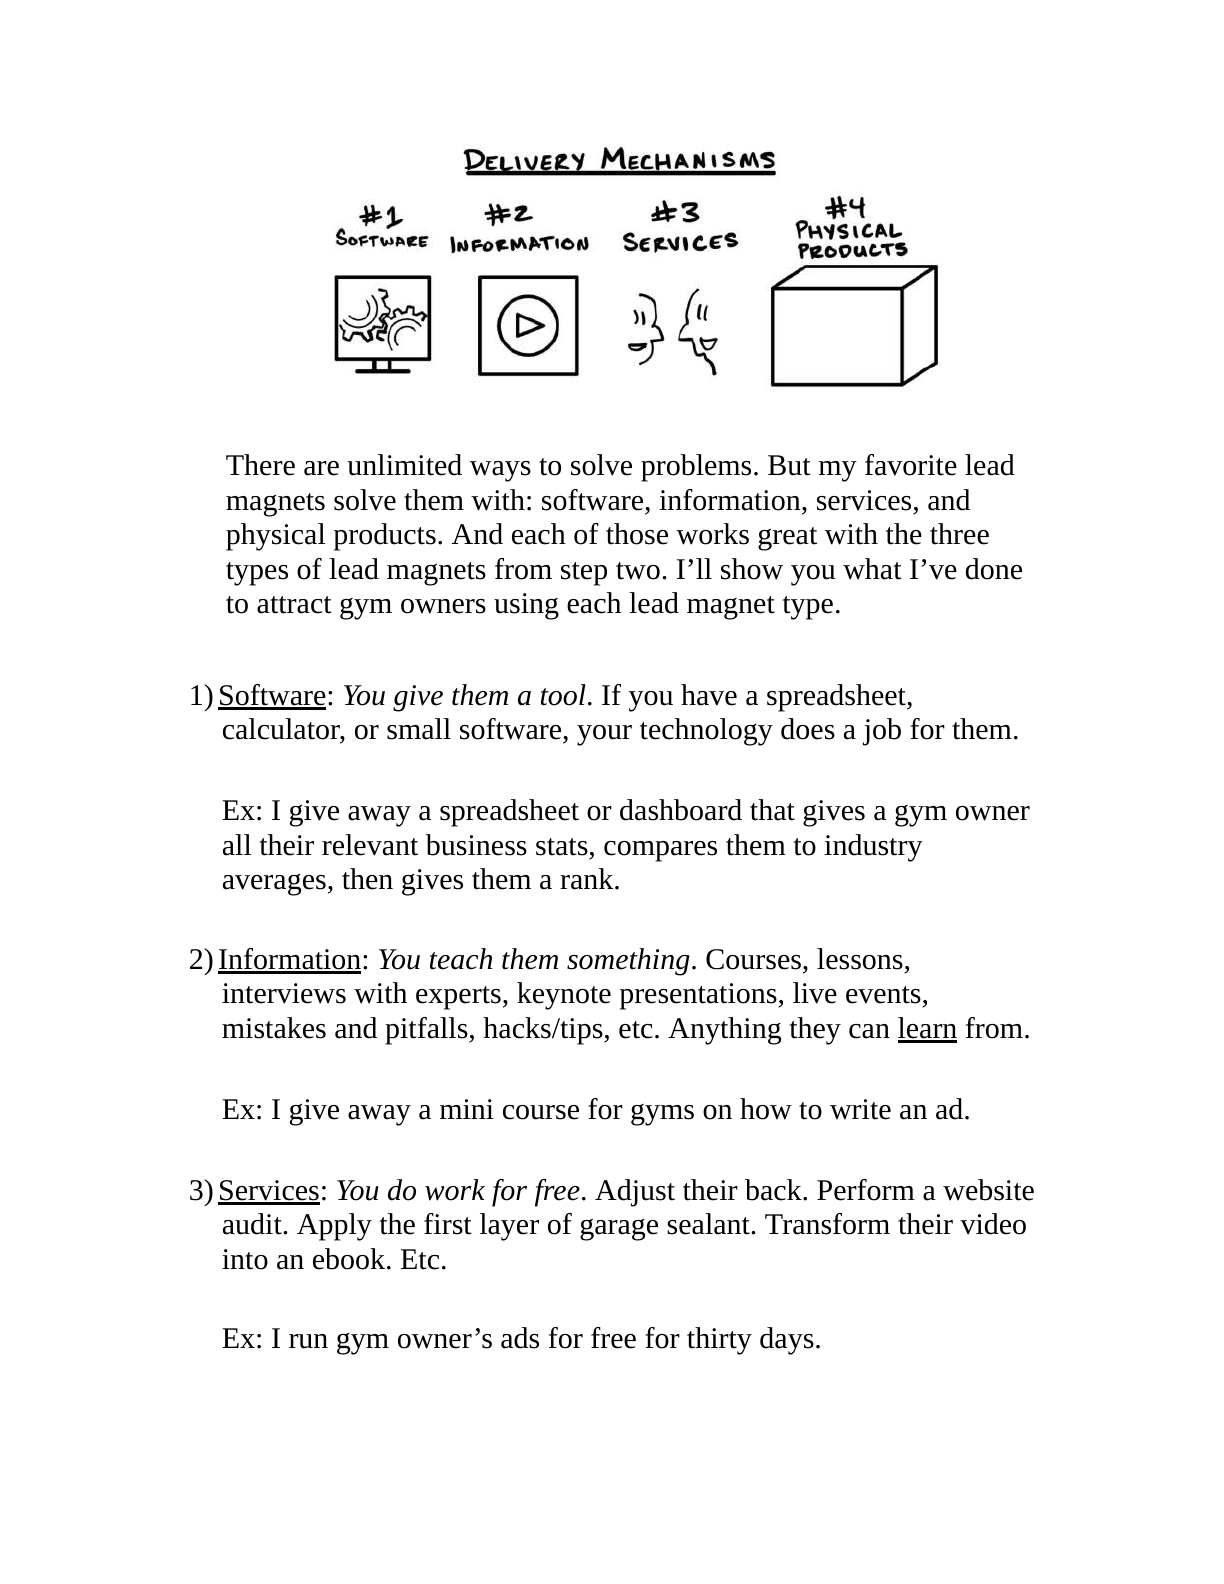 DELIVERY MECHANISMS
#1 #2 #3 #4
SOFTWARE INFORMATION SERVICES PHYSICAL
PRODUCTS
There are unlimited ways to solve problems. But my favorite lead
magnets solve them with: software, information, services, and
physical products. And each of those works great with the three
types of lead magnets from step two. I’ll show you what I’ve done
to attract gym owners using each lead magnet type.
1) Software: You give them a tool. If you have a spreadsheet,
calculator, or small software, your technology does a job for them.
Ex: I give away a spreadsheet or dashboard that gives a gym owner
all their relevant business stats, compares them to industry
averages, then gives them a rank.
2) Information: You teach them something. Courses, lessons,
interviews with experts, keynote presentations, live events,
mistakes and pitfalls, hacks/tips, etc. Anything they can learn from.
Ex: I give away a mini course for gyms on how to write an ad.
3) Services: You do work for free. Adjust their back. Perform a website
audit. Apply the first layer of garage sealant. Transform their video
into an ebook. Etc.
Ex: I run gym owner’s ads for free for thirty days.